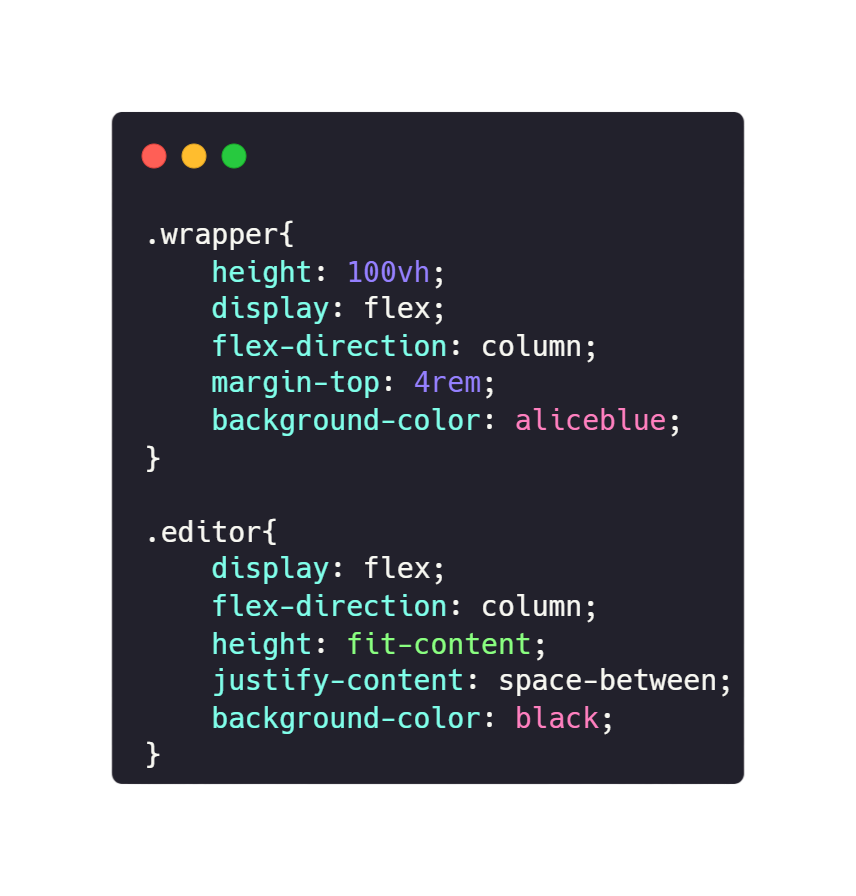 .wrapper{
    height: 100vh;
    display: flex;
    flex-direction: column;
    margin-top: 4rem;
    background-color: aliceblue;
}

.editor{
    display: flex;
    flex-direction: column;
    height: fit-content;
    justify-content: space-between;
    background-color: black;
}